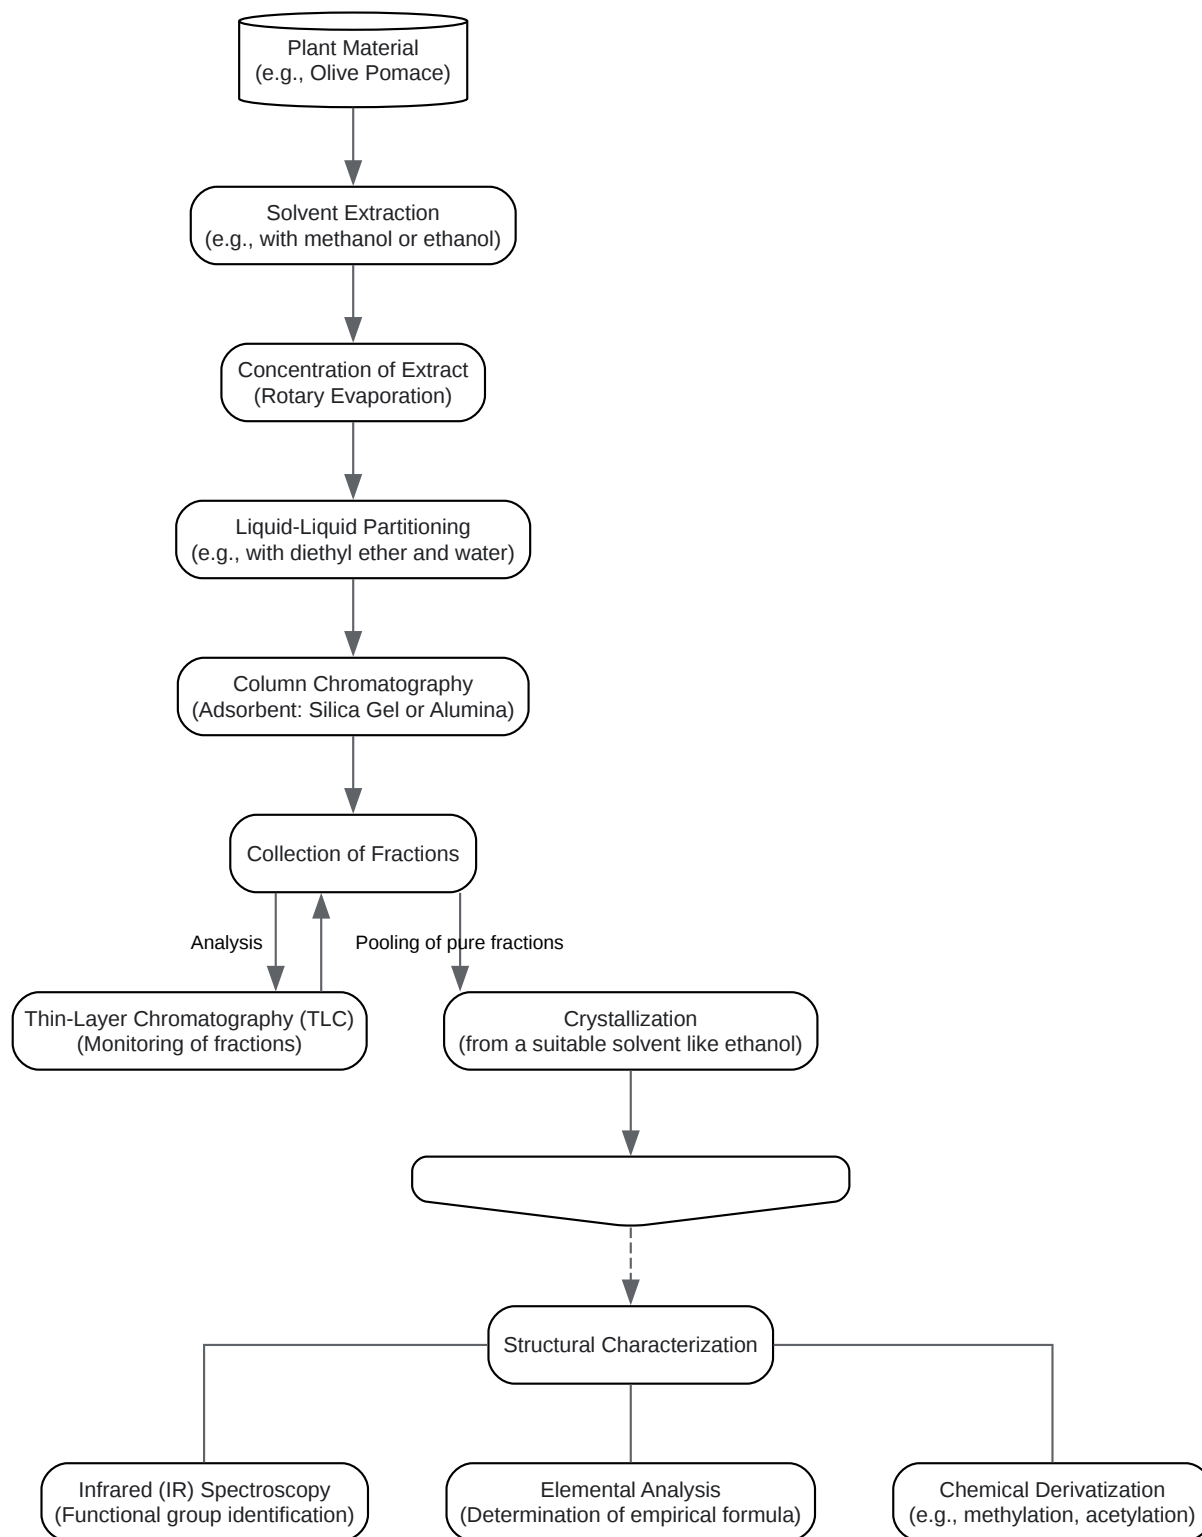 Plant Material
(e.g., Olive Pomace)
Solvent Extraction
(e.g., with methanol or ethanol)
Concentration of Extract
(Rotary Evaporation)
Liquid-Liquid Partitioning
(e.g., with diethyl ether and water)
Column Chromatography
(Adsorbent: Silica Gel or Alumina)
Collection of Fractions
Analysis
Pooling of pure fractions
Thin-Layer Chromatography (TLC)
(Monitoring of fractions)
Crystallization
(from a suitable solvent like ethanol)
Structural Characterization
Infrared (IR) Spectroscopy
(Functional group identification)
Elemental Analysis
(Determination of empirical formula)
Chemical Derivatization
(e.g., methylation, acetylation)